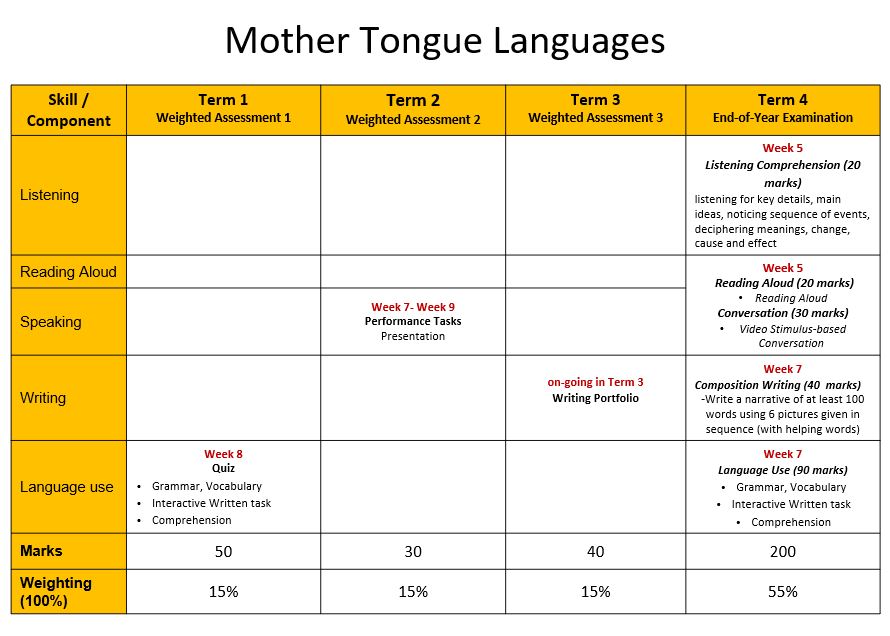 Mother Tongue Languages
Skill / Component
Term 1
Weighted Assessment 1
Term 2
Weighted Assessment 2
Term 3
Weighted Assessment 3
Term 4
End-of-Year Examination
Listening
Week 5
Listening Comprehension (20
marks)
listening for key details, main
ideas, noticing sequence of events,
deciphering meanings, change,
cause and effect
Reading Aloud
Week 5
Reading Aloud (20 marks)
• Reading Aloud
Conversation (30 marks)
• Video Stimulus-based
Conversation
Speaking
Week 7- Week 9
Performance Tasks
Presentation
Writing
on-going in Term 3
Writing Portfolio
Week 7
Composition Writing (40 marks)
-Write a narrative of at least 100
words using 6 pictures given in
sequence (with helping words)
Language use
Week 8
Quiz
• Grammar, Vocabulary
• Interactive Written task
• Comprehension
Week 7
Language Use (90 marks)
• Grammar, Vocabulary
• Interactive Written task
• Comprehension
Marks
50
30
40
200
Weighting
(100%)
15%
15%
15%
55%